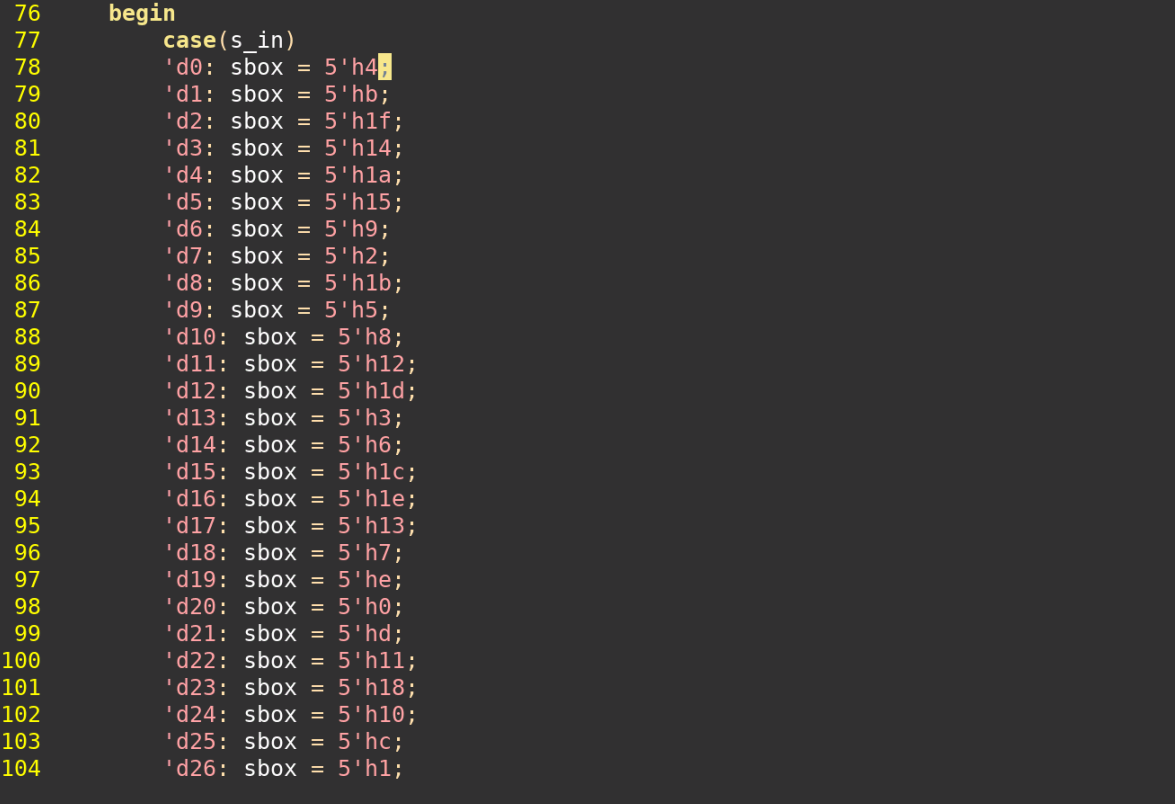 76     begin
77         case(s_in)
78         'd0: sbox = 5'h4;
79         'd1: sbox = 5'hb;
80         'd2: sbox = 5'h1f;
81         'd3: sbox = 5'h14;
82         'd4: sbox = 5'h1a;
83         'd5: sbox = 5'h15;
84         'd6: sbox = 5'h9;
85         'd7: sbox = 5'h2;
86         'd8: sbox = 5'h1b;
87         'd9: sbox = 5'h5;
88         'd10: sbox = 5'h8;
89         'd11: sbox = 5'h12;
90         'd12: sbox = 5'h1d;
91         'd13: sbox = 5'h3;
92         'd14: sbox = 5'h6;
93         'd15: sbox = 5'h1c;
94         'd16: sbox = 5'h1e;
95         'd17: sbox = 5'h13;
96         'd18: sbox = 5'h7;
97         'd19: sbox = 5'he;
98         'd20: sbox = 5'h0;
99         'd21: sbox = 5'hd;
100         'd22: sbox = 5'h11;
101         'd23: sbox = 5'h18;
102         'd24: sbox = 5'h10;
103         'd25: sbox = 5'hc;
104         'd26: sbox = 5'h1;